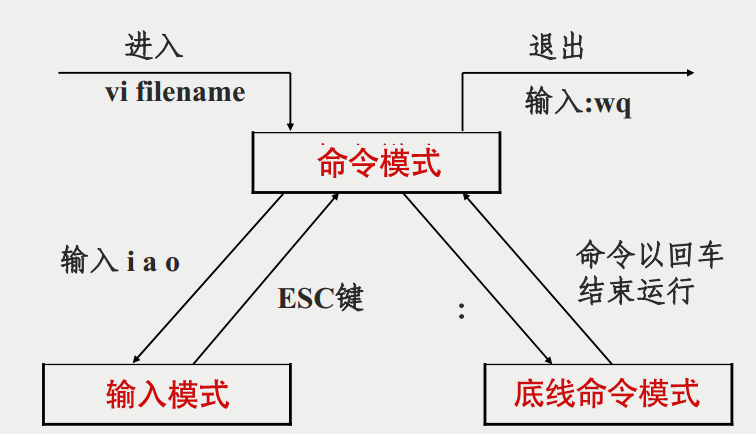 进入
vi filename
退出
输入:wq
命令模式
输入 i a o
ESC键
:
命令以回车
结束运行
输入模式
底线命令模式